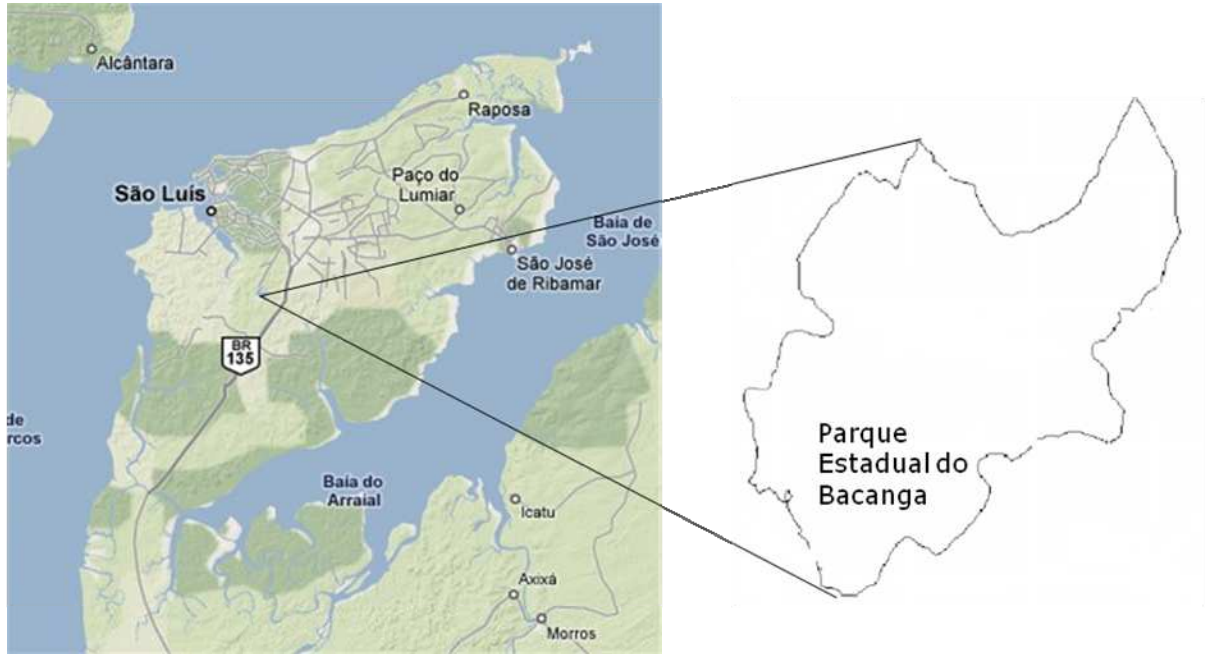 Alcântara
Raposa
Paço do
Lumiar
São Luís
Baía de
São José
São José
de Ribamar
BR
135
de
rcos
Baía do
Arraial
Icatu
Axixá
Morros
Parque
Estadual do
Bacanga